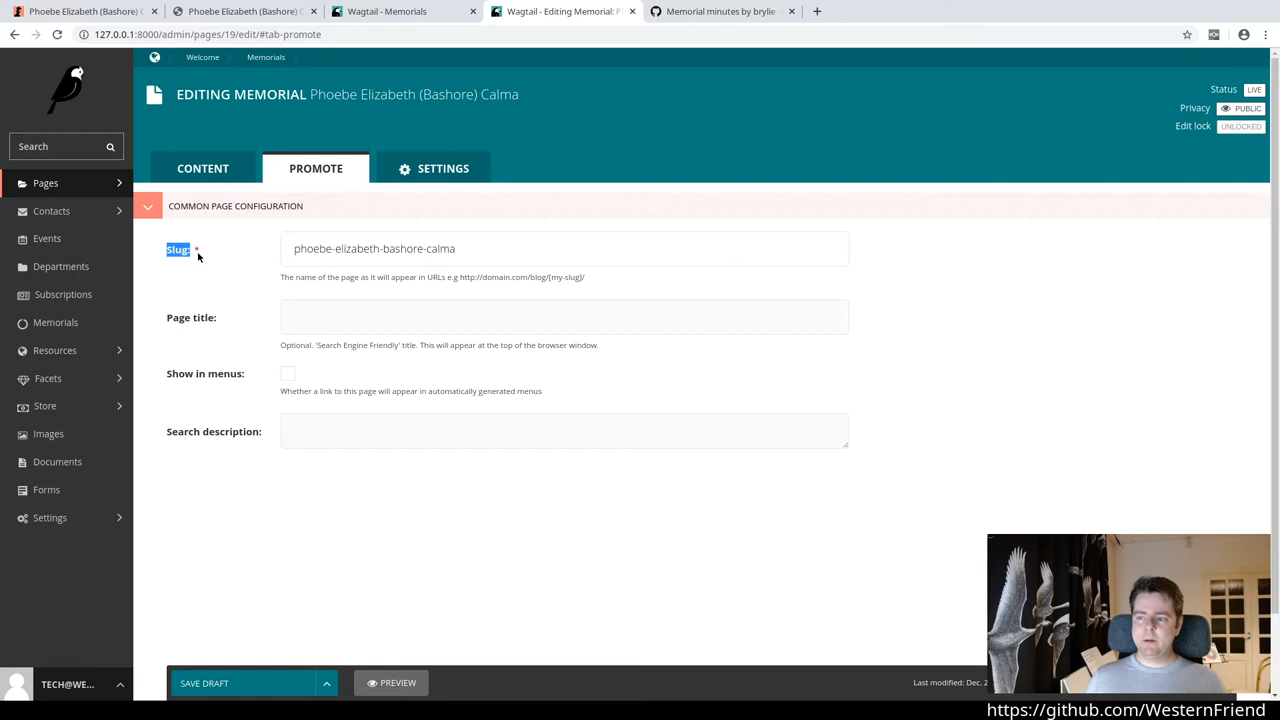 Phoebe Elizabeth (Bashore) C
Phoebe Elizabeth (Bashore) C
Wagtail - Memorials
Wagtail - Editing Memorial: P
Memorial minutes by brylie
127.0.0.1:8000/admin/pages/19/edit/#tab-promote
Welcome
Memorials
EDITING MEMORIAL Phoebe Elizabeth (Bashore) Calma
Status LIVE
Privacy PUBLIC
Edit lock UNLOCKED
Search
CONTENT
PROMOTE
SETTINGS
Pages
Contacts
Events
Departments
Subscriptions
Memorials
Resources
Facets
Store
Images
Documents
Forms
Settings
COMMON PAGE CONFIGURATION
Slug: *
phoebe-elizabeth-bashore-calma
The name of the page as it will appear in URLs e.g http://domain.com/blog/[my-slug]/
Page title:
Optional. 'Search Engine Friendly' title. This will appear at the top of the browser window.
Show in menus:
Whether a link to this page will appear in automatically generated menus
Search description:
TECH@WE...
SAVE DRAFT
PREVIEW
Last modified: Dec. 2
https://github.com/WesternFriend